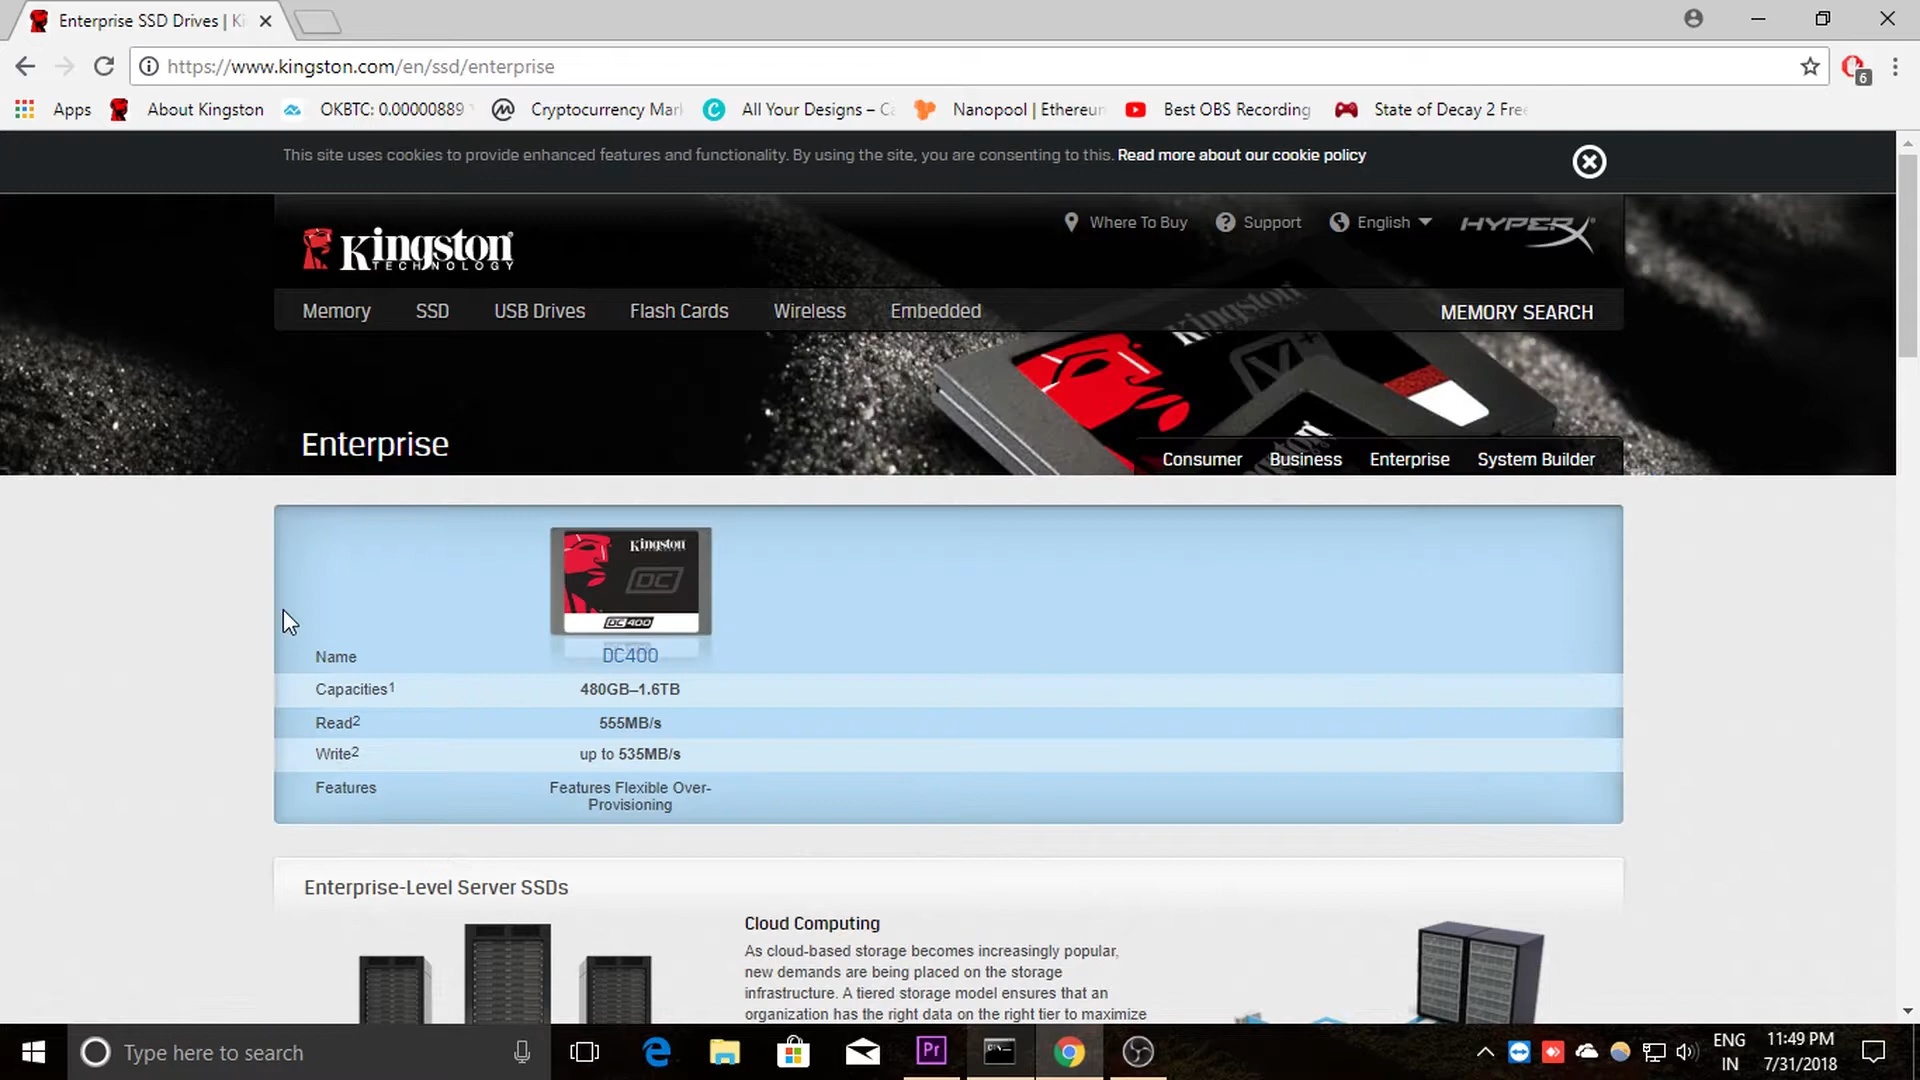 Enterprise SSD Drives | Ki
https://www.kingston.com/en/ssd/enterprise
6
Apps
About Kingston
OKBTC: 0.00000889
Cryptocurrency Mar
All Your Designs – Ca
Nanopool | Ethereum
Best OBS Recording
State of Decay 2 Free
This site uses cookies to provide enhanced features and functionality. By using the site, you are consenting to this. Read more about our cookie policy
Where To Buy
Support
English
HYPERX
Kingston
TECHNOLOGY
Memory
SSD
USB Drives
Flash Cards
Wireless
Embedded
MEMORY SEARCH
Kingston
V+
Kingston
Enterprise
Consumer
Business
Enterprise
System Builder
Kingston
DC
DC400
Name
DC400
Capacities1
480GB–1.6TB
Read2
555MB/s
Write2
up to 535MB/s
Features
Features Flexible Over-
Provisioning
Enterprise-Level Server SSDs
Cloud Computing
As cloud-based storage becomes increasingly popular,
new demands are being placed on the storage
infrastructure. A tiered storage model ensures that an
organization has the right data on the right tier to maximize
Type here to search
Pr
ENG
IN
11:49 PM
7/31/2018